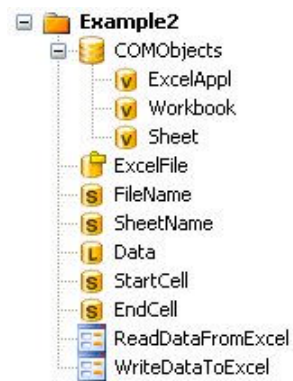 Example2
COMObjects
V ExcelAppl
V Workbook
V Sheet
ExcelFile
S FileName
S SheetName
L Data
S StartCell
S EndCell
ReadDataFromExcel
WriteDataToExcel